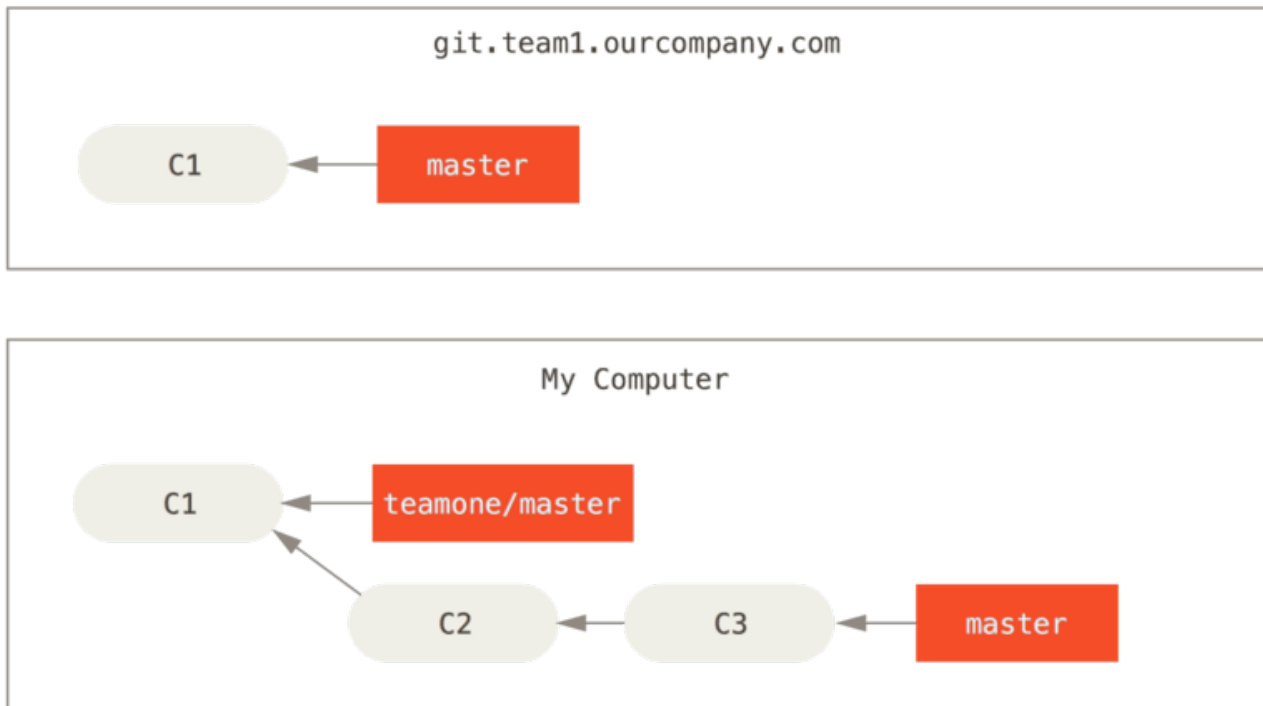 git.team1.ourcompany.com
C1
master
My Computer
C1
teamone/master
C2
C3
master